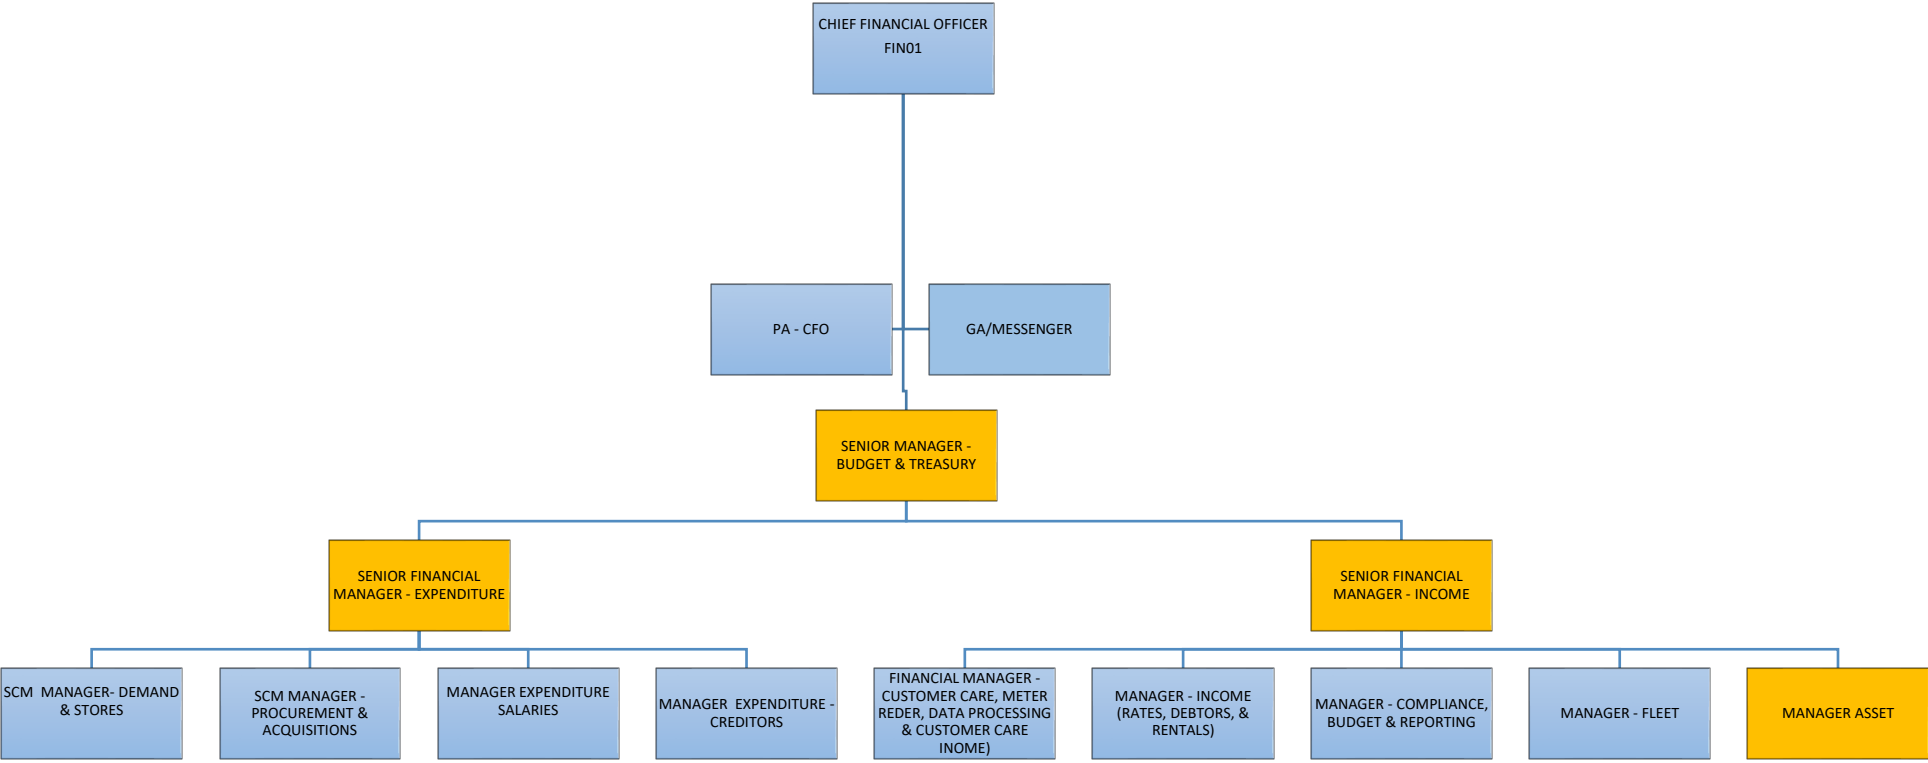 CHIEF FINANCIAL OFFICER
FIN01
PA - CFO
GA/MESSENGER
SENIOR MANAGER -
BUDGET & TREASURY
SENIOR FINANCIAL
MANAGER - EXPENDITURE
SENIOR FINANCIAL
MANAGER - INCOME
SCM  MANAGER- DEMAND
& STORES
SCM MANAGER -
PROCUREMENT &
ACQUISITIONS
MANAGER EXPENDITURE
SALARIES
MANAGER  EXPENDITURE -
CREDITORS
FINANCIAL MANAGER -
CUSTOMER CARE, METER
REDER, DATA PROCESSING
& CUSTOMER CARE
INOME)
MANAGER - INCOME
(RATES, DEBTORS, &
RENTALS)
MANAGER - COMPLIANCE,
BUDGET & REPORTING
MANAGER - FLEET
MANAGER ASSET